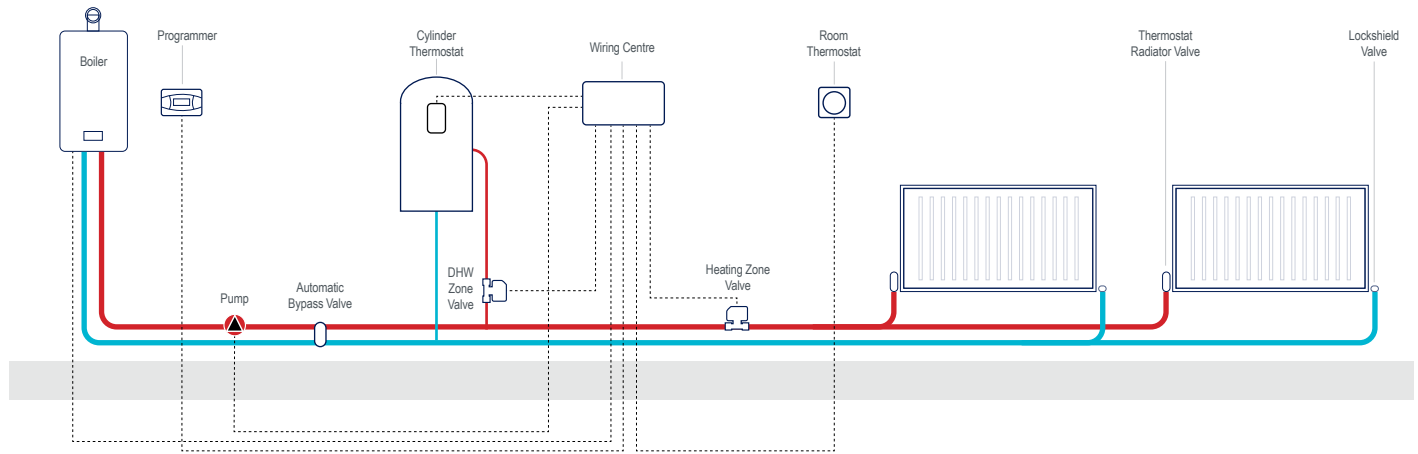 Boiler
Programmer
Cylinder
Thermostat
Wiring Centre
Room
Thermostat
Thermostat
Radiator Valve
Lockshield
Valve
Pump
Automatic
Bypass Valve
DHW
Zone
Valve
Heating Zone
Valve